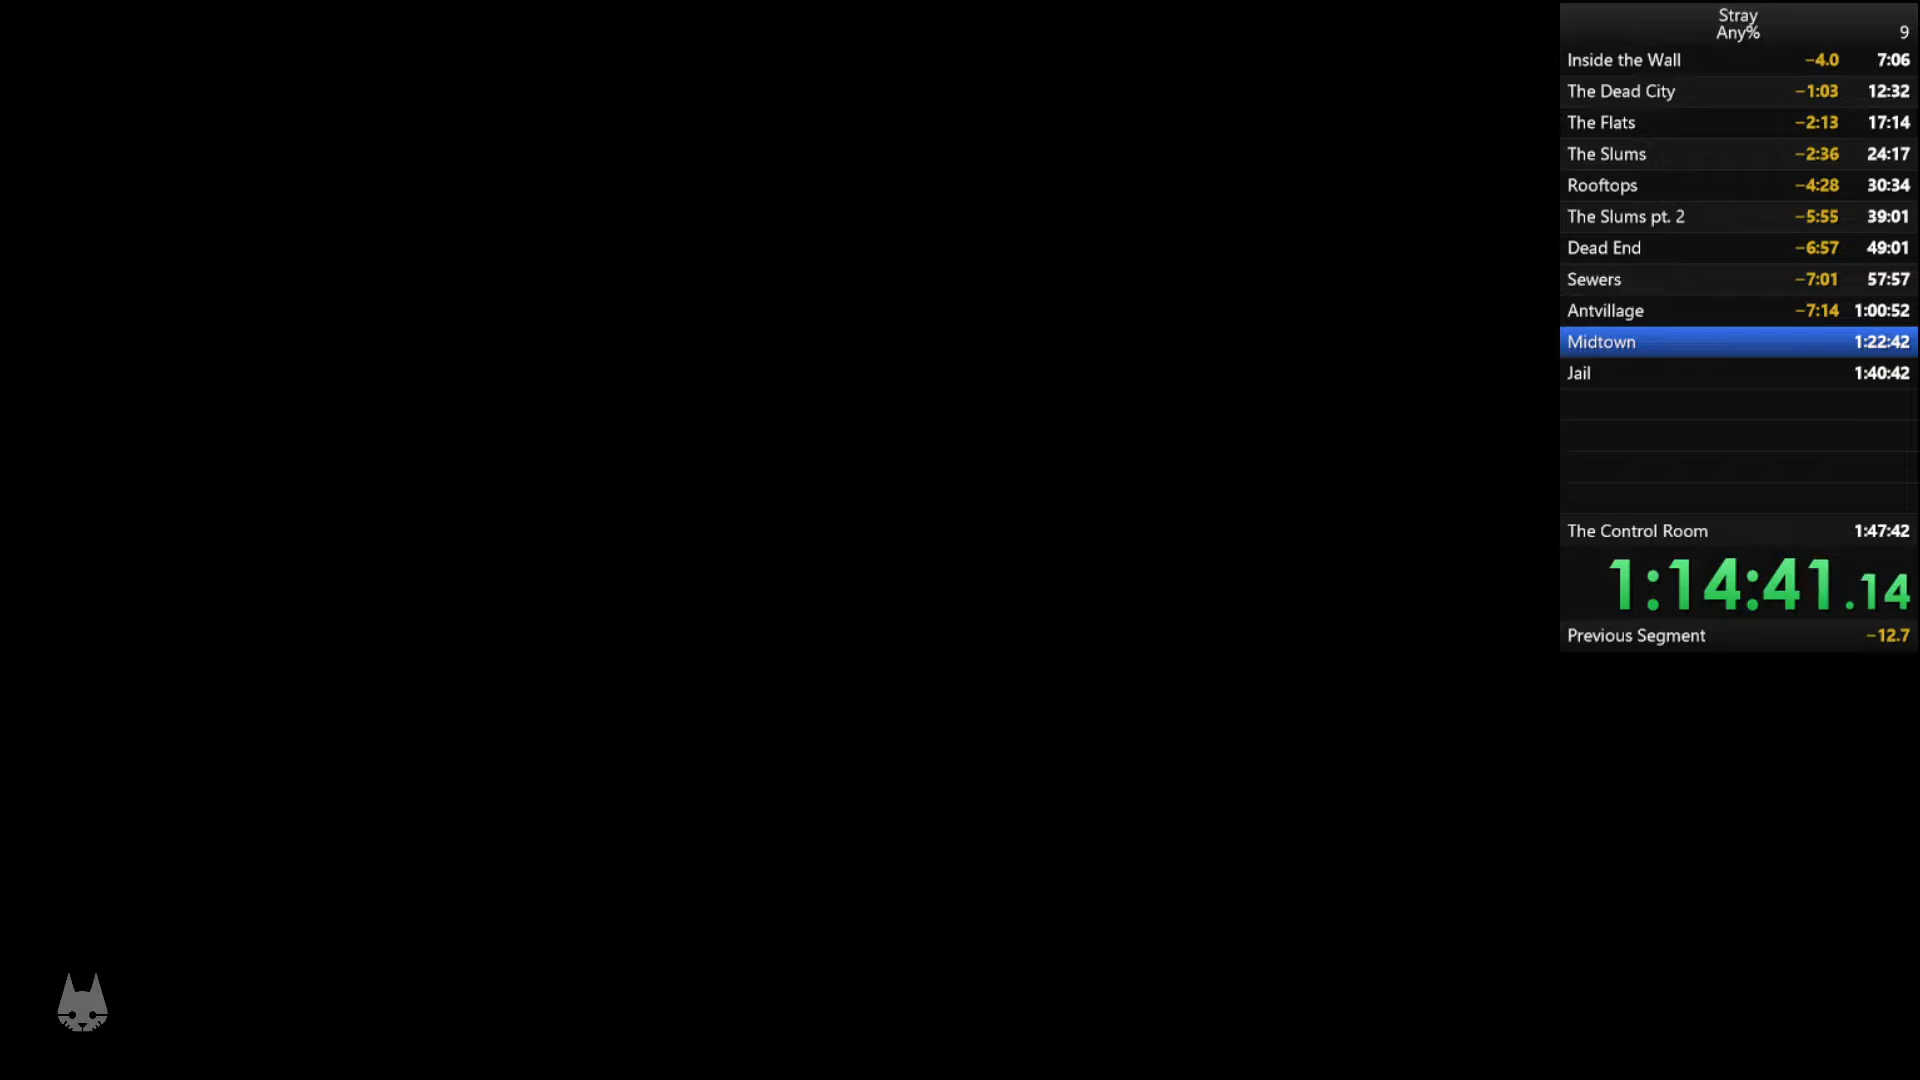 Stray
Any%
9
Inside the Wall −4.0 7:06
The Dead City −1:03 12:32
The Flats −2:13 17:14
The Slums −2:36 24:17
Rooftops −4:28 30:34
The Slums pt. 2 −5:55 39:01
Dead End −6:57 49:01
Sewers −7:01 57:57
Antvillage −7:14 1:00:52
Midtown 1:22:42
Jail 1:40:42
The Control Room 1:47:42
1:14:41.14
Previous Segment −12.7